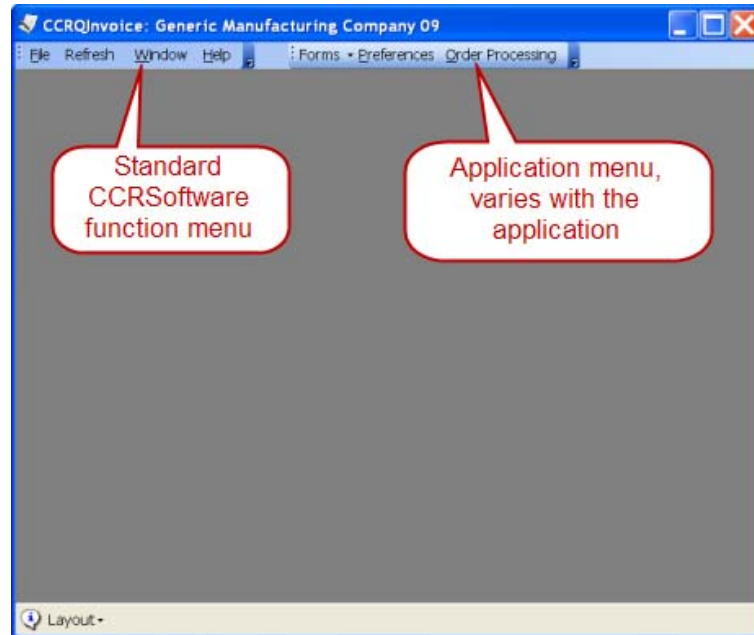 CCRQInvoice: Generic Manufacturing Company 09
File Refresh Window Help Forms Preferences Order Processing
Standard
CCRSoftware
function menu
Application menu,
varies with the
application
Layout